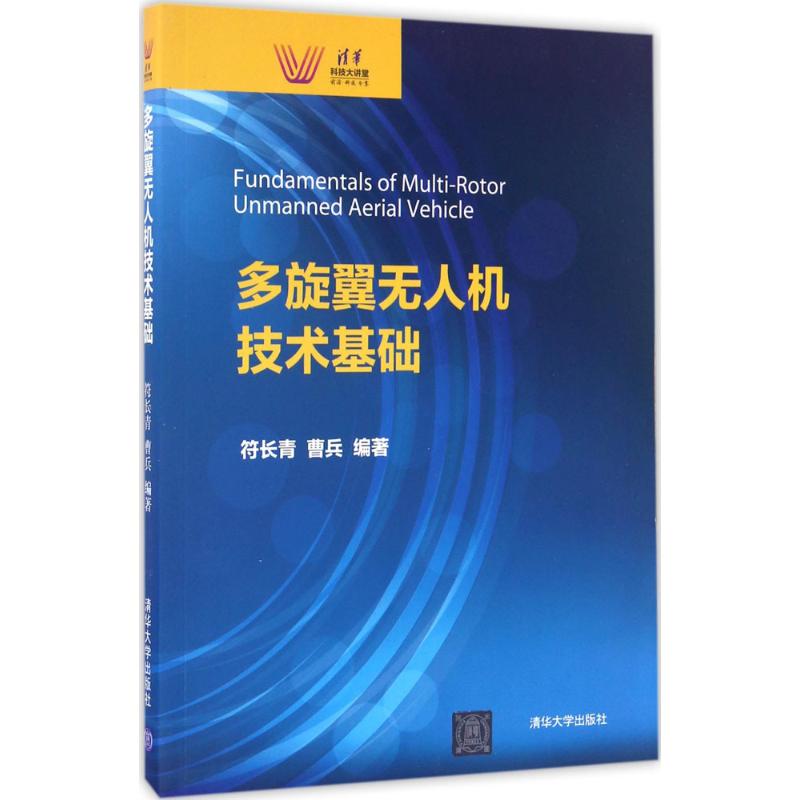 清华
科技大讲堂
Fundamentals of Multi-Rotor
Unmanned Aerial Vehicle
多旋翼无人机
技术基础
符长青 曹兵 编著
清华大学出版社
多旋翼无人机技术基础
符长青 曹兵 编著
清华大学出版社